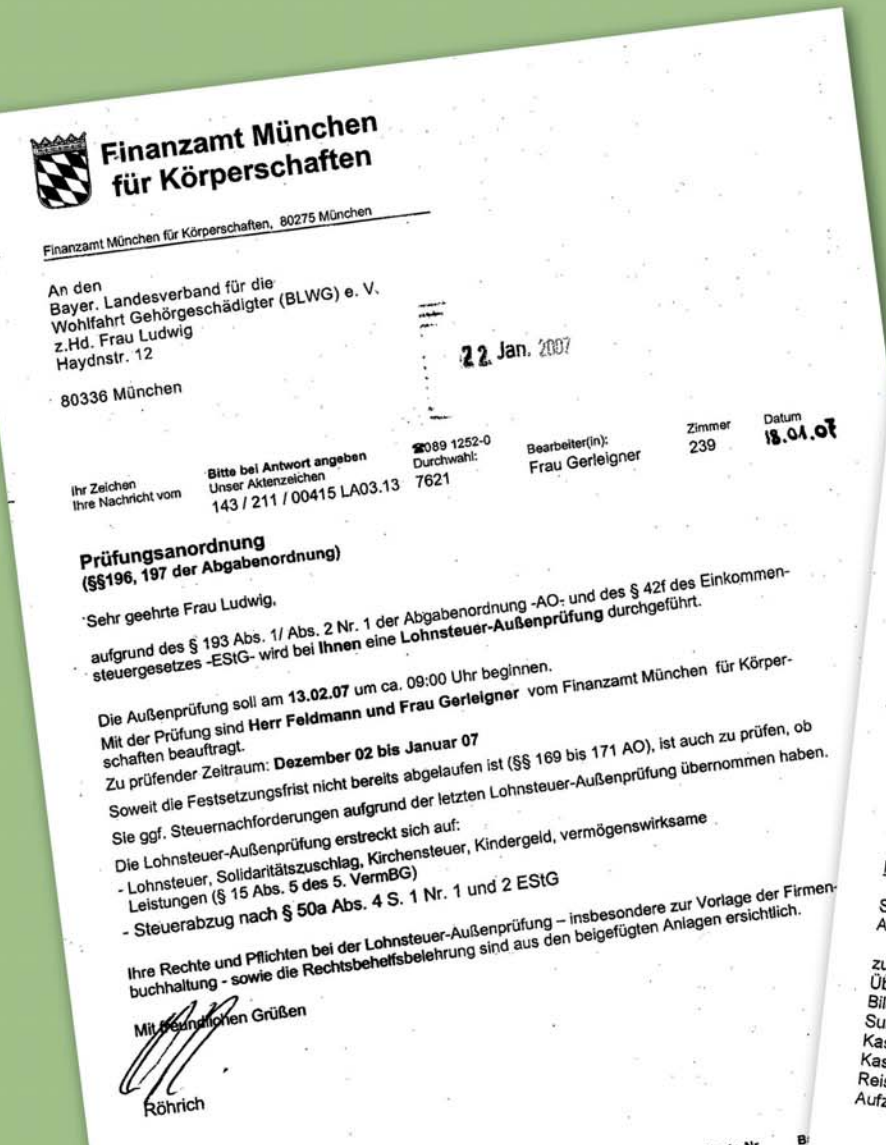 Finanzamt München
für Körperschaften
Finanzamt München für Körperschaften, 80275 München
An den
Bayer. Landesverband für die
Wohlfahrt Gehörgeschädigter (BLWG) e. V.
z.Hd. Frau Ludwig
Haydnstr. 12
80336 München
22. Jan. 2007
Ihr Zeichen
Ihre Nachricht vom
Bitte bei Antwort angeben
Unser Aktenzeichen
143 / 211 / 00415 LA03.13
☎089 1252-0
Durchwahl:
7621
Bearbeiter(in):
Frau Gerleigner
Zimmer
239
Datum
18.01.07
Prüfungsanordnung
(§§196, 197 der Abgabenordnung)
Sehr geehrte Frau Ludwig,
aufgrund des § 193 Abs. 1/ Abs. 2 Nr. 1 der Abgabenordnung -AO- und des § 42f des Einkommen-
steuergesetzes -EStG- wird bei Ihnen eine Lohnsteuer-Außenprüfung durchgeführt.
Die Außenprüfung soll am 13.02.07 um ca. 09:00 Uhr beginnen.
Mit der Prüfung sind Herr Feldmann und Frau Gerleigner vom Finanzamt München für Körper-
schaften beauftragt.
Zu prüfender Zeitraum: Dezember 02 bis Januar 07
Soweit die Festsetzungsfrist nicht bereits abgelaufen ist (§§ 169 bis 171 AO), ist auch zu prüfen, ob
Sie ggf. Steuernachforderungen aufgrund der letzten Lohnsteuer-Außenprüfung übernommen haben.
Die Lohnsteuer-Außenprüfung erstreckt sich auf:
- Lohnsteuer, Solidaritätszuschlag, Kirchensteuer, Kindergeld, vermögenswirksame
Leistungen (§ 15 Abs. 5 des 5. VermBG)
- Steuerabzug nach § 50a Abs. 4 S. 1 Nr. 1 und 2 EStG
Ihre Rechte und Pflichten bei der Lohnsteuer-Außenprüfung – insbesondere zur Vorlage der Firmen-
buchhaltung - sowie die Rechtsbehelfsbelehrung sind aus den beigefügten Anlagen ersichtlich.
Mit freundlichen Grüßen
Röhrich
S
A
zu
Üb
Bil
Su
Kas
Kas
Reis
Aufz